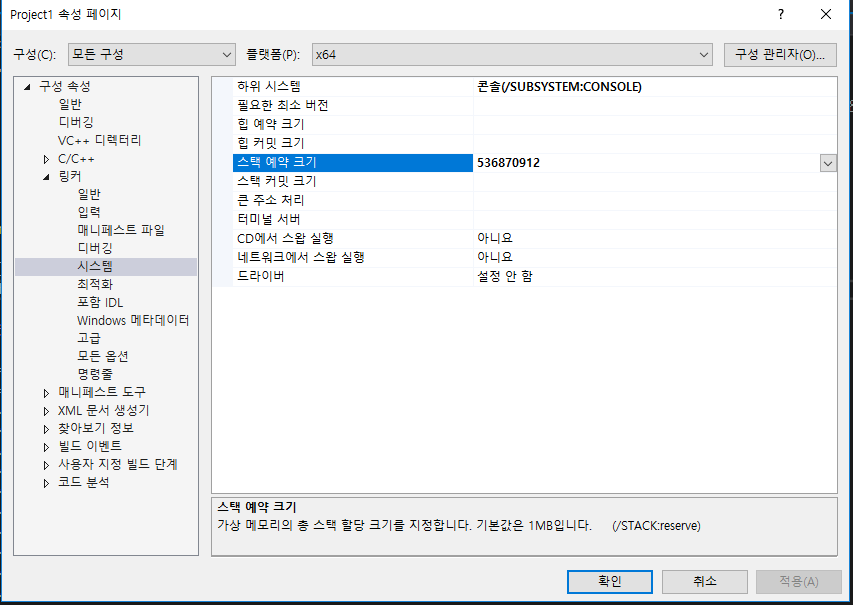 Project1 속성 페이지
?
구성(C):
모든 구성
플랫폼(P):
x64
구성 관리자(O)...
구성 속성
일반
디버깅
VC++ 디렉터리
C/C++
링커
일반
입력
매니페스트 파일
디버깅
시스템
최적화
포함 IDL
Windows 메타데이터
고급
모든 옵션
명령줄
매니페스트 도구
XML 문서 생성기
찾아보기 정보
빌드 이벤트
사용자 지정 빌드 단계
코드 분석
하위 시스템 콘솔(/SUBSYSTEM:CONSOLE)
필요한 최소 버전
힙 예약 크기
힙 커밋 크기
스택 예약 크기 536870912
스택 커밋 크기
큰 주소 처리
터미널 서버
CD에서 스왑 실행 아니요
네트워크에서 스왑 실행 아니요
드라이버 설정 안 함
스택 예약 크기
가상 메모리의 총 스택 할당 크기를 지정합니다. 기본값은 1MB입니다. (/STACK:reserve)
확인
취소
적용(A)